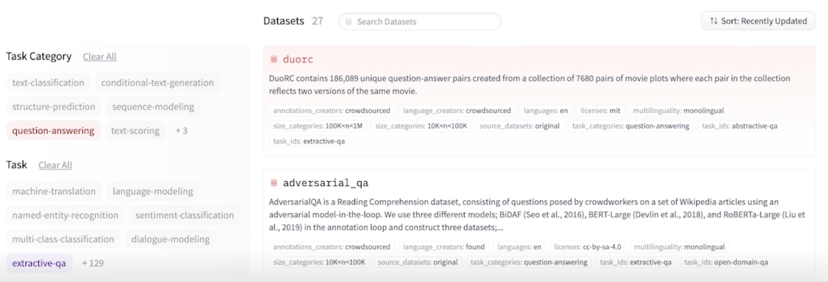 Datasets 27 Search Datasets Sort: Recently Updated
Task Category Clear All
text-classification conditional-text-generation
structure-prediction sequence-modeling
question-answering text-scoring + 3
Task Clear All
machine-translation language-modeling
named-entity-recognition sentiment-classification
multi-class-classification dialogue-modeling
extractive-qa + 129
duorc
DuoRC contains 186,089 unique question-answer pairs created from a collection of 7680 pairs of movie plots where each pair in the collection
reflects two versions of the same movie.
annotations_creators: crowdsourced language_creators: crowdsourced languages: en licenses: mit multilinguality: monolingual
size_categories: 100K<n<1M size_categories: 10K<n<100K source_datasets: original task_categories: question-answering task_ids: abstractive-qa
task_ids: extractive-qa
adversarial_qa
AdversarialQA is a Reading Comprehension dataset, consisting of questions posed by crowdworkers on a set of Wikipedia articles using an
adversarial model-in-the-loop. We use three different models; BiDAF (Seo et al., 2016), BERT-Large (Devlin et al., 2018), and RoBERTa-Large (Liu et
al., 2019) in the annotation loop and construct three datasets;...
annotations_creators: crowdsourced language_creators: found languages: en licenses: cc-by-sa-4.0 multilinguality: monolingual
size_categories: 10K<n<100K source_datasets: original task_categories: question-answering task_ids: extractive-qa task_ids: open-domain-qa